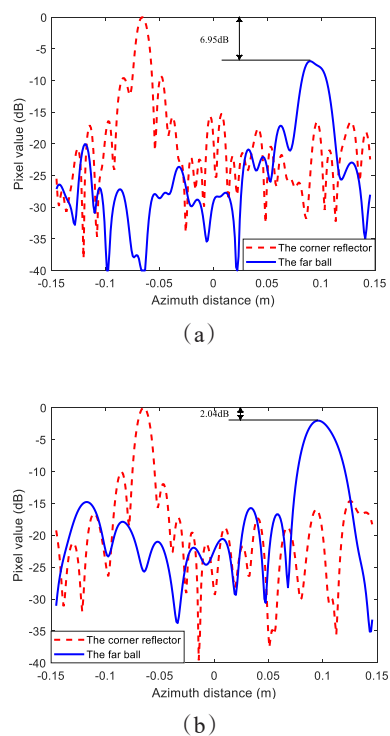 0
-5
-10
-15
-20
-25
-30
-35
-40
Pixel value (dB)
6.95dB
The corner reflector
The far ball
-0.15 -0.1 -0.05 0 0.05 0.1 0.15
Azimuth distance (m)
(a)
0
-5
-10
-15
-20
-25
-30
-35
-40
Pixel value (dB)
2.04dB
The corner reflector
The far ball
-0.15 -0.1 -0.05 0 0.05 0.1 0.15
Azimuth distance (m)
(b)